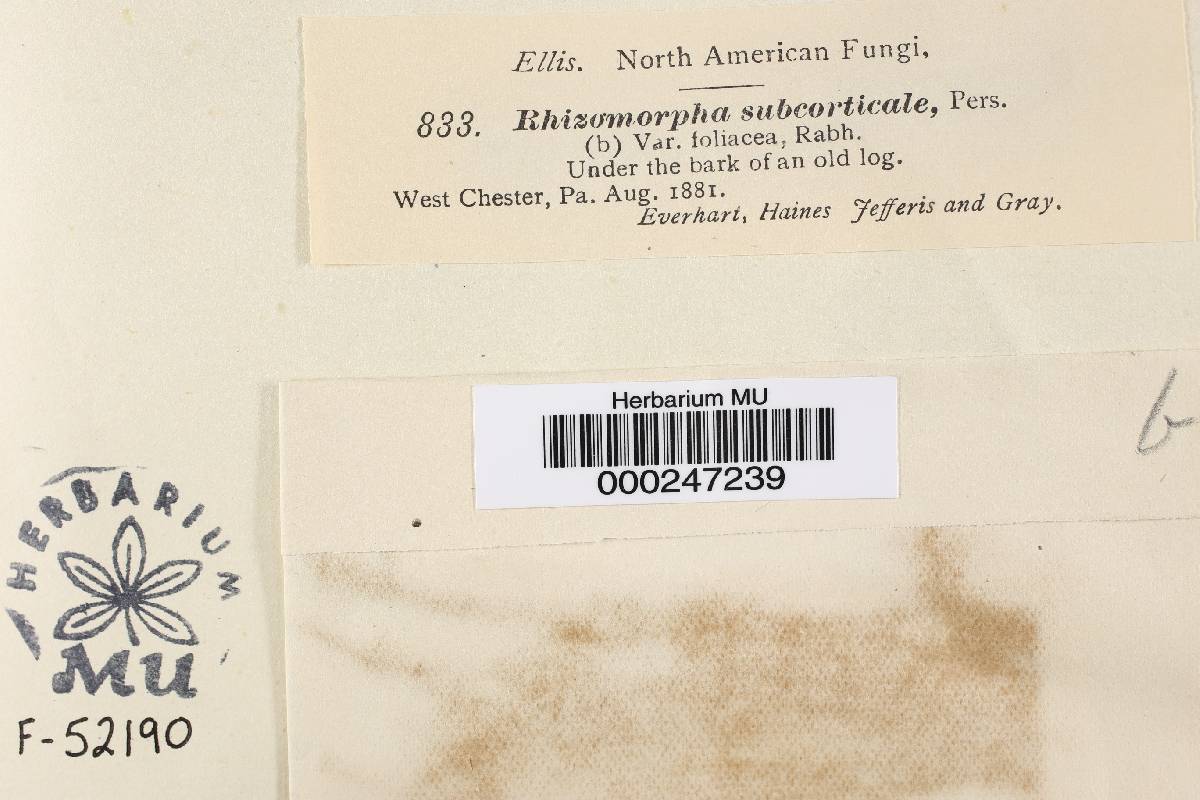 Ellis. North American Fungi,
833. Rhizomorpha subcorticale, Pers.
(b) Var. foliacea, Rabh.
Under the bark of an old log.
West Chester, Pa. Aug. 1881.
Everhart, Haines Jefferis and Gray.
Herbarium MU
000247239
b
HERBARIUM
MU
F-52190